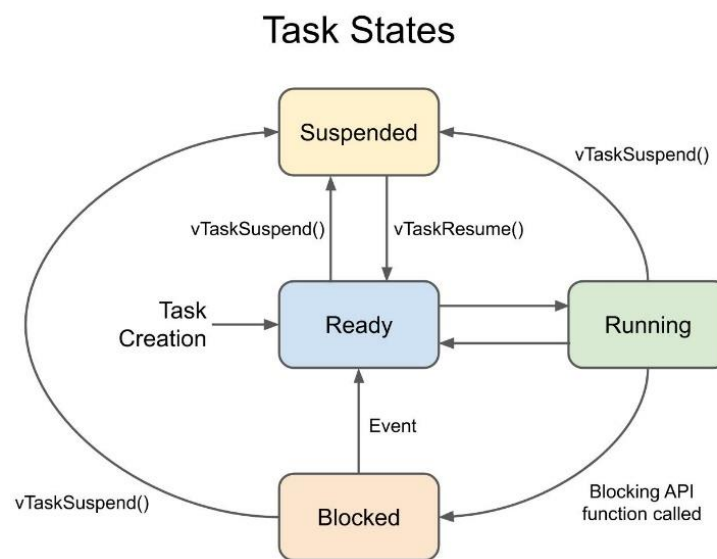 Task States
Suspended
vTaskSuspend()
vTaskSuspend()
vTaskResume()
Task
Creation
Ready
Running
Event
vTaskSuspend()
Blocked
Blocking API
function called